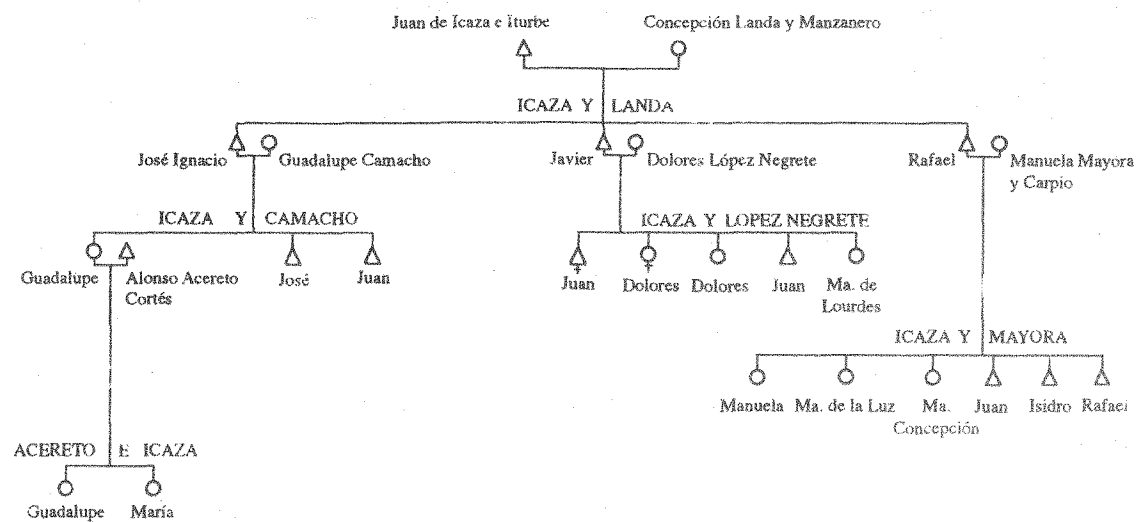 Juan de Icaza e Iturbe Concepción Landa y Manzanero
ICAZA Y LANDA
José Ignacio Guadalupe Camacho Javier Dolores López Negrete Rafael Manuela Mayora
y Carpio
ICAZA Y CAMACHO ICAZA Y LOPEZ NEGRETE
Guadalupe Alonso Acereto José Juan Juan Dolores Dolores Juan Ma. de
Cortés Lourdes
ICAZA Y MAYORA
Manuela Ma. de la Luz Ma. Juan Isidro Rafael
Concepción
ACERETO E ICAZA
Guadalupe María